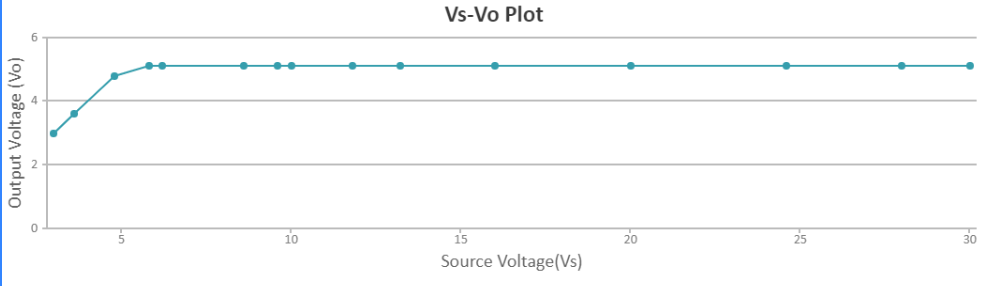 Vs-Vo Plot
6
4
2
0
Output Voltage (Vo)
5 10 15 20 25 30
Source Voltage(Vs)